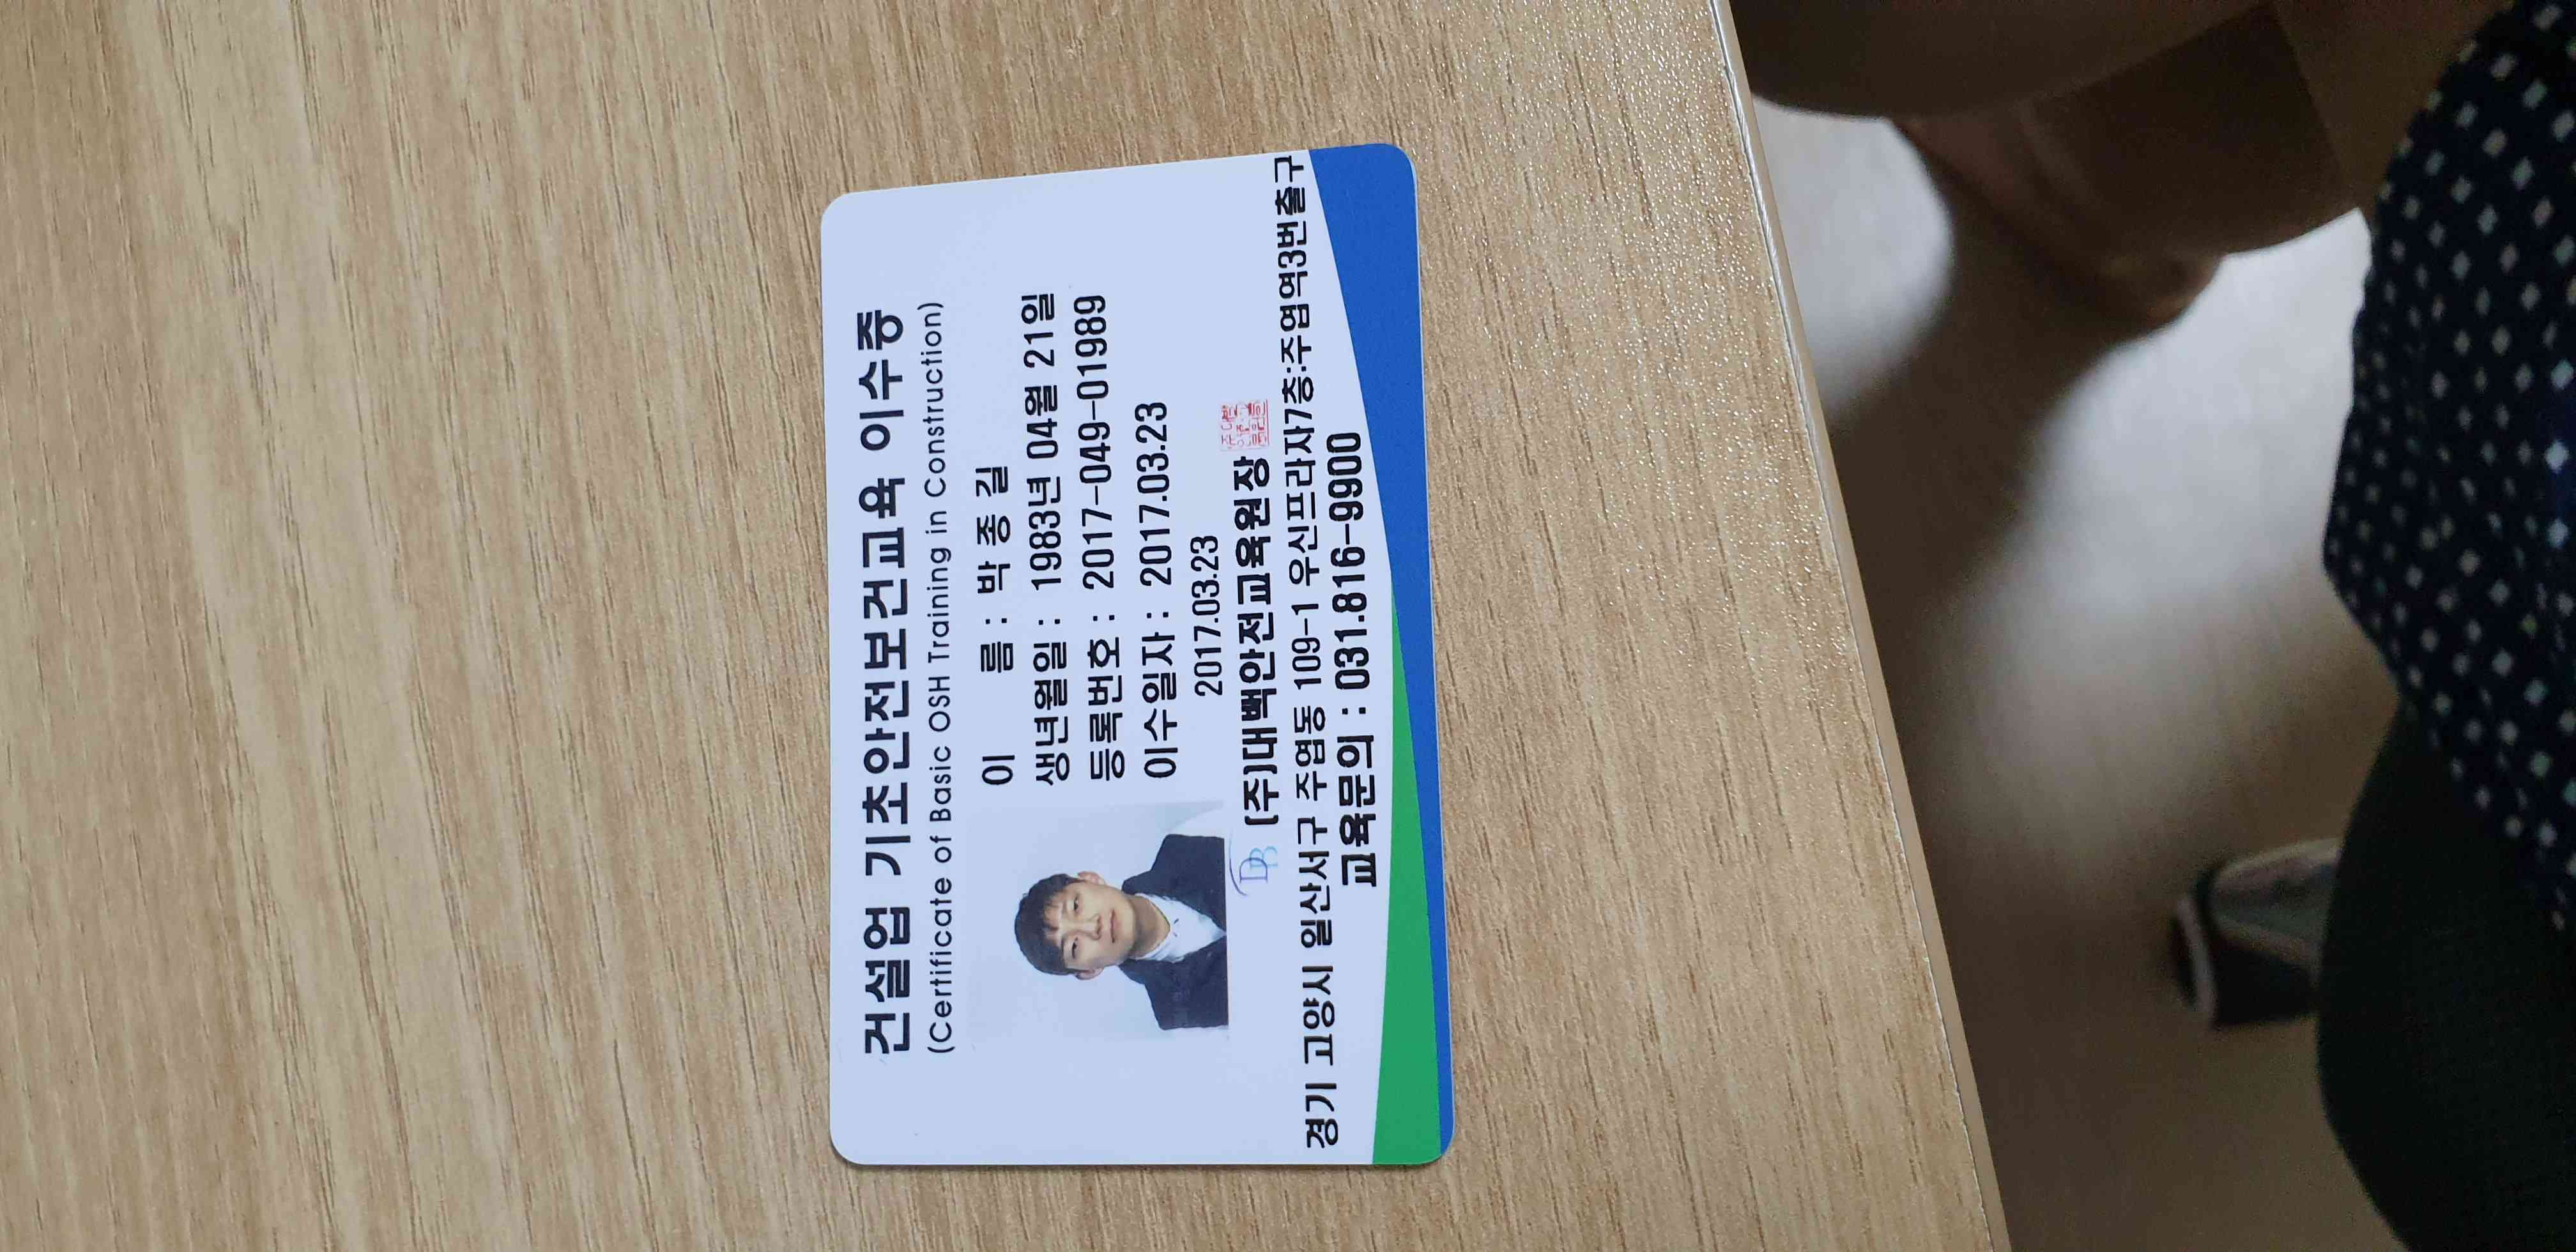 건설업 기초안전보건교육 이수증
(Certificate of Basic OSH Training in Construction)
이 름 : 박 종 길
생년월일 : 1983년 04월 21일
등록번호 : 2017-049-01989
이수일자 : 2017.03.23
2017.03.23
DB (주)대백안전교육원장
경기 고양시 일산서구 주엽동 109-1 우신프라자7층:주엽역3번출구
교육문의 : 031.816-9900